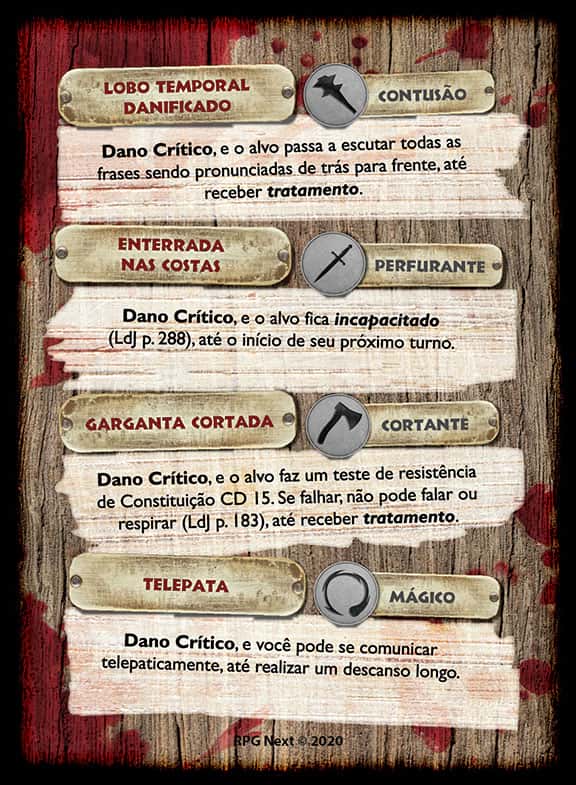 LOBO TEMPORAL
DANIFICADO
CONTUSÃO
Dano Crítico, e o alvo passa a escutar todas as
frases sendo pronunciadas de trás para frente, até
receber tratamento.
ENTERRADA
NAS COSTAS
PERFURANTE
Dano Crítico, e o alvo fica incapacitado
(LdJ p. 288), até o início de seu próximo turno.
GARGANTA CORTADA
CORTANTE
Dano Crítico, e o alvo faz um teste de resistência
de Constituição CD 15. Se falhar, não pode falar ou
respirar (LdJ p. 183), até receber tratamento.
TELEPATA
MÁGICO
Dano Crítico, e você pode se comunicar
telepaticamente, até realizar um descanso longo.
RPG Next © 2020